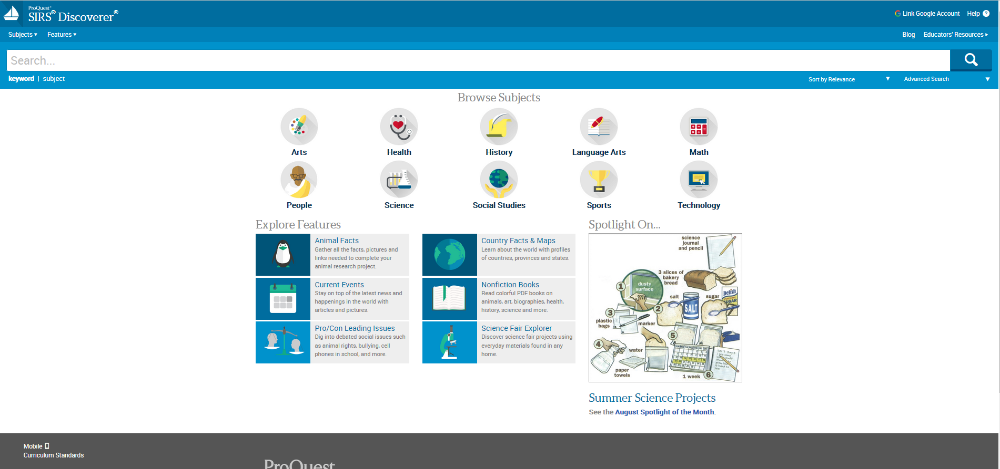 ProQuest®
SIRS® Discoverer®
Link Google Account
Help ?
Subjects ▾
Features ▾
Blog
Educators' Resources ▸
Search...
keyword | subject
Sort by Relevance ▼
Advanced Search ▼
Browse Subjects
Arts
Health
History
Language Arts
Math
People
Science
Social Studies
Sports
Technology
Explore Features
Animal Facts
Gather all the facts, pictures and
links needed to complete your
animal research project.
Country Facts & Maps
Learn about the world with profiles
of countries, provinces and states.
Current Events
Stay on top of the latest news and
happenings in the world with
articles and pictures.
Nonfiction Books
Read colorful PDF books on
animals, art, biographies, health,
history, science and more.
Pro/Con Leading Issues
Dig into debated social issues such
as animal rights, bullying, cell
phones in school, and more.
Science Fair Explorer
Discover science fair projects using
everyday materials found in any
home.
Spotlight On...
science
journal
and pencil
3 slices of
bakery
bread
1
dusty
surface
salt
sugar
Delish
SUGAR
2
SALT
3
plastic
bags
marker
A
5
B
A
4
water
C
paper
towels
1 week
6
Summer Science Projects
See the August Spotlight of the Month.
Mobile
Curriculum Standards
ProQuest